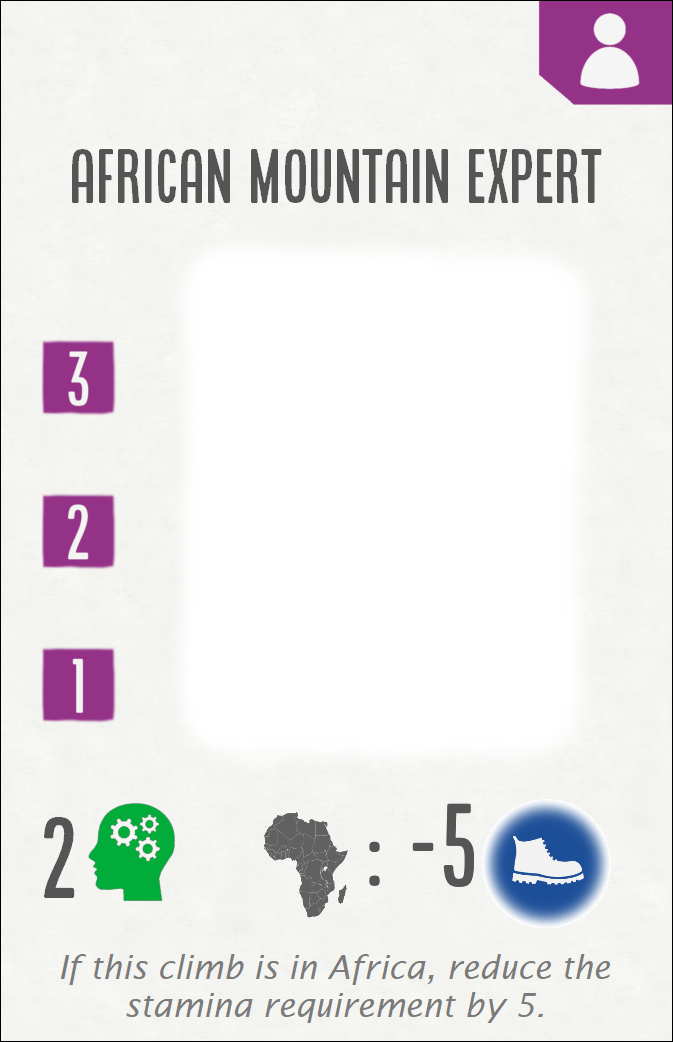 AFRICAN MOUNTAIN EXPERT
3
2
1
2 : -5
If this climb is in Africa, reduce the
stamina requirement by 5.